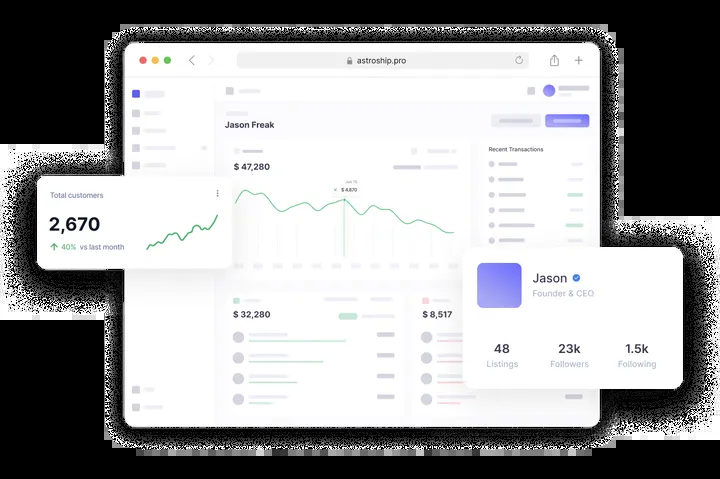 astroship.pro
Jason Freak
Recent Transactions
$ 47,280
$ 4,670
Total customers
2,670
40% vs last month
Jason
Founder & CEO
48
23k
1.5k
Listings
Followers
Following
$ 32,280
$ 8,517